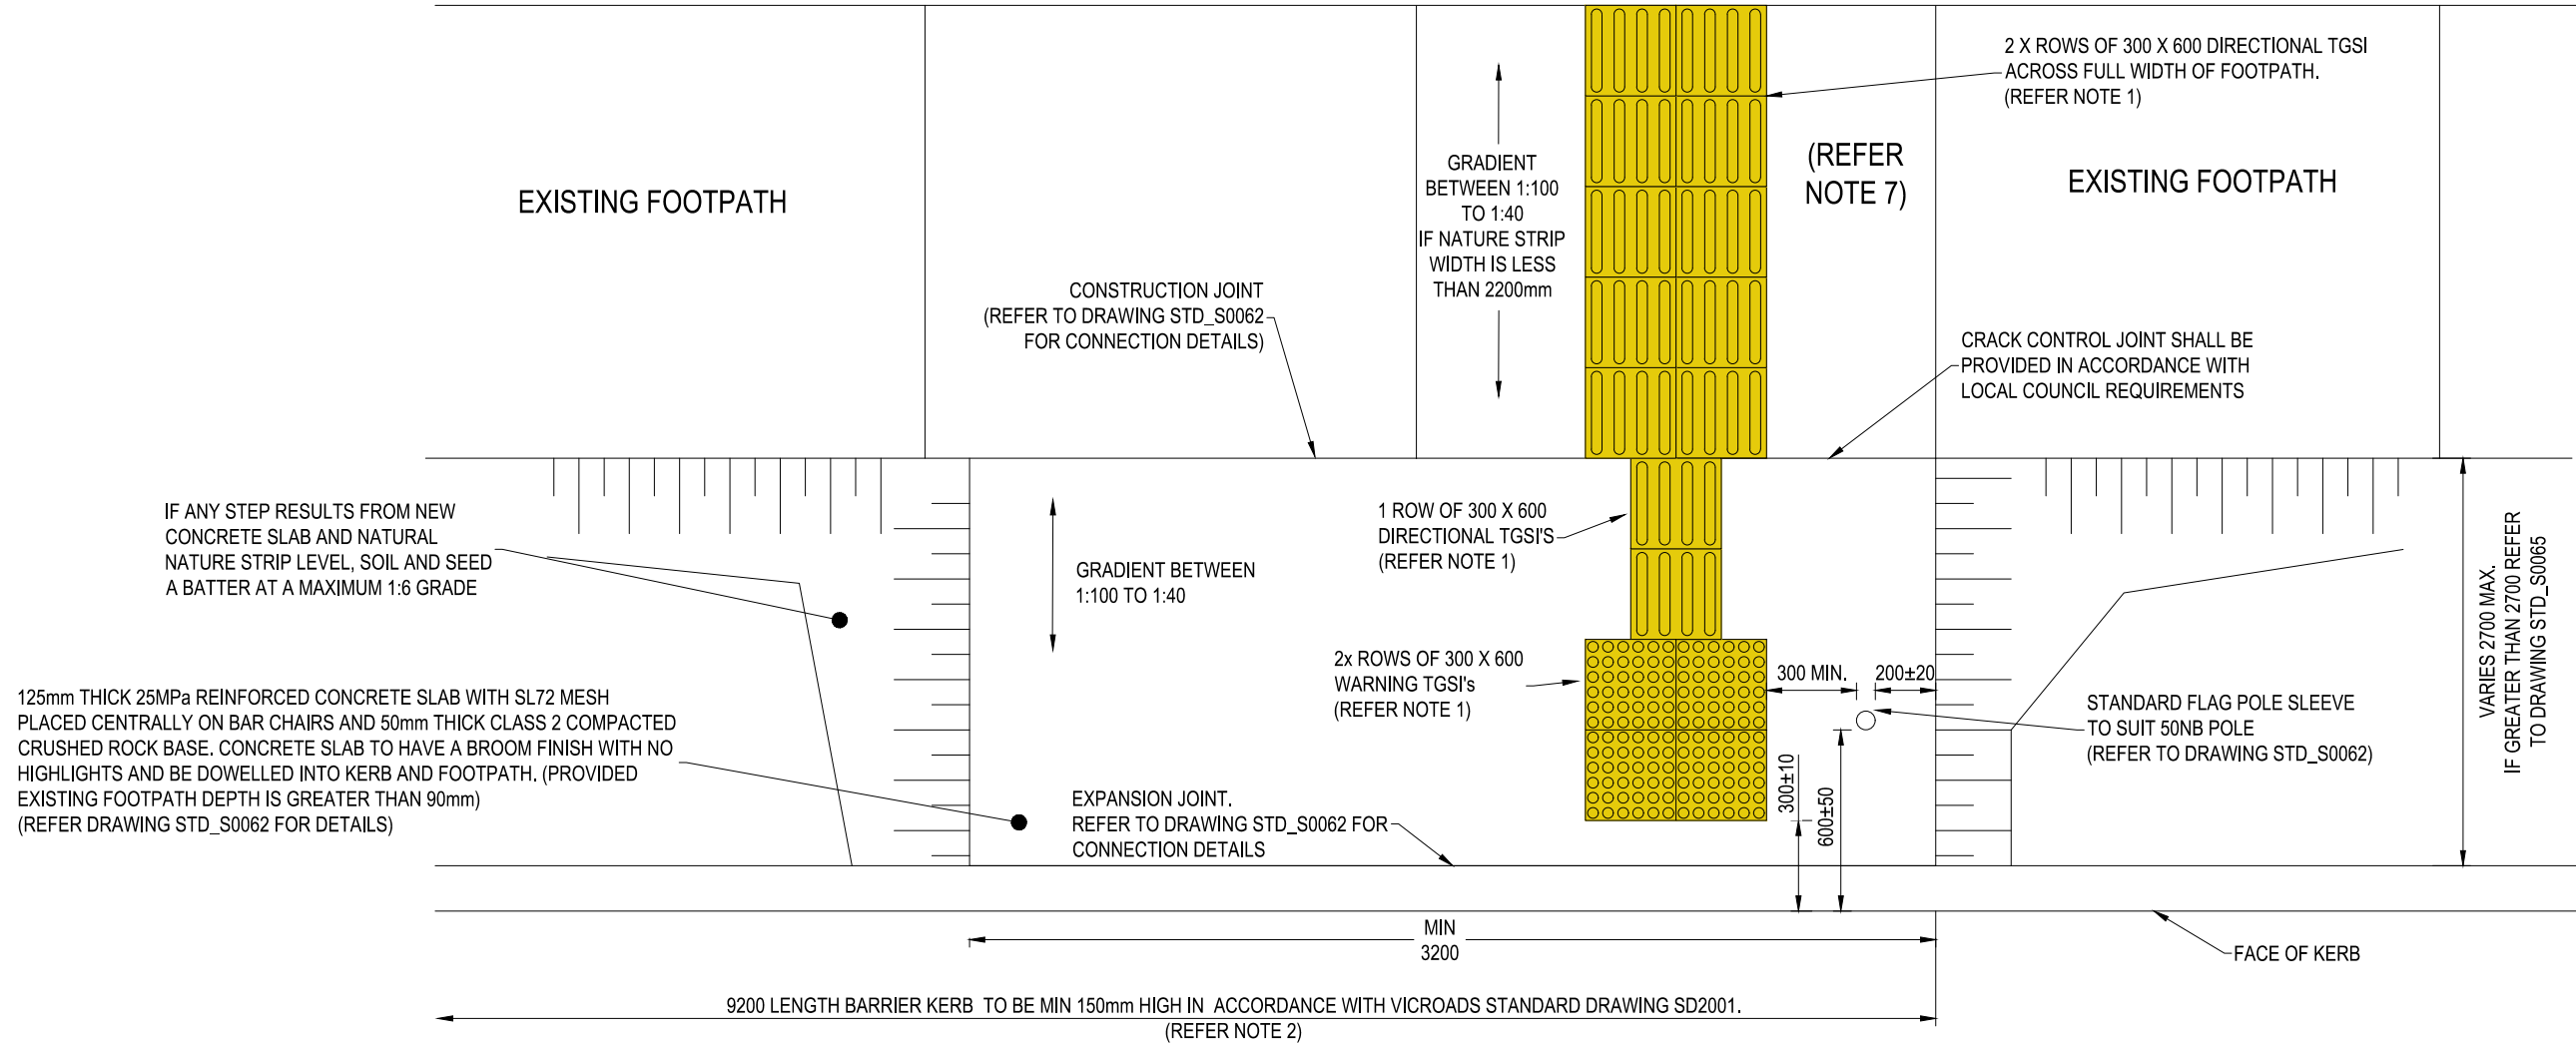 2 X ROWS OF 300 X 600 DIRECTIONAL TGSI
ACROSS FULL WIDTH OF FOOTPATH.
(REFER NOTE 1)
EXISTING FOOTPATH
GRADIENT
BETWEEN 1:100
TO 1:40
IF NATURE STRIP
WIDTH IS LESS
THAN 2200mm
(REFER
NOTE 7)
EXISTING FOOTPATH
CONSTRUCTION JOINT
(REFER TO DRAWING STD_S0062
FOR CONNECTION DETAILS)
CRACK CONTROL JOINT SHALL BE
PROVIDED IN ACCORDANCE WITH
LOCAL COUNCIL REQUIREMENTS
IF ANY STEP RESULTS FROM NEW
CONCRETE SLAB AND NATURAL
NATURE STRIP LEVEL, SOIL AND SEED
A BATTER AT A MAXIMUM 1:6 GRADE
GRADIENT BETWEEN
1:100 TO 1:40
1 ROW OF 300 X 600
DIRECTIONAL TGSI'S
(REFER NOTE 1)
VARIES 2700 MAX.
IF GREATER THAN 2700 REFER
TO DRAWING STD_S0065
2x ROWS OF 300 X 600
WARNING TGSI's
(REFER NOTE 1)
300 MIN.
200±20
STANDARD FLAG POLE SLEEVE
TO SUIT 50NB POLE
(REFER TO DRAWING STD_S0062)
125mm THICK 25MPa REINFORCED CONCRETE SLAB WITH SL72 MESH
PLACED CENTRALLY ON BAR CHAIRS AND 50mm THICK CLASS 2 COMPACTED
CRUSHED ROCK BASE. CONCRETE SLAB TO HAVE A BROOM FINISH WITH NO
HIGHLIGHTS AND BE DOWELLED INTO KERB AND FOOTPATH. (PROVIDED
EXISTING FOOTPATH DEPTH IS GREATER THAN 90mm)
(REFER DRAWING STD_S0062 FOR DETAILS)
EXPANSION JOINT.
REFER TO DRAWING STD_S0062 FOR
CONNECTION DETAILS
300±10
600±50
MIN
3200
FACE OF KERB
9200 LENGTH BARRIER KERB TO BE MIN 150mm HIGH IN ACCORDANCE WITH VICROADS STANDARD DRAWING SD2001.
(REFER NOTE 2)